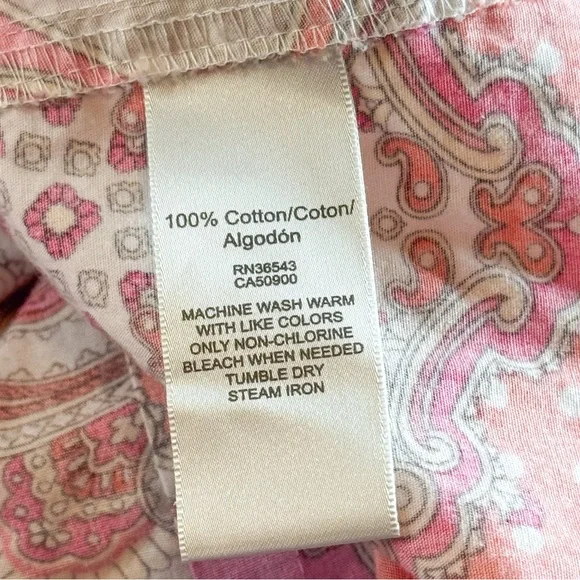 100% Cotton/Coton/
Algodón
RN36543
CA50900
MACHINE WASH WARM
WITH LIKE COLORS
ONLY NON-CHLORINE
BLEACH WHEN NEEDED
TUMBLE DRY
STEAM IRON